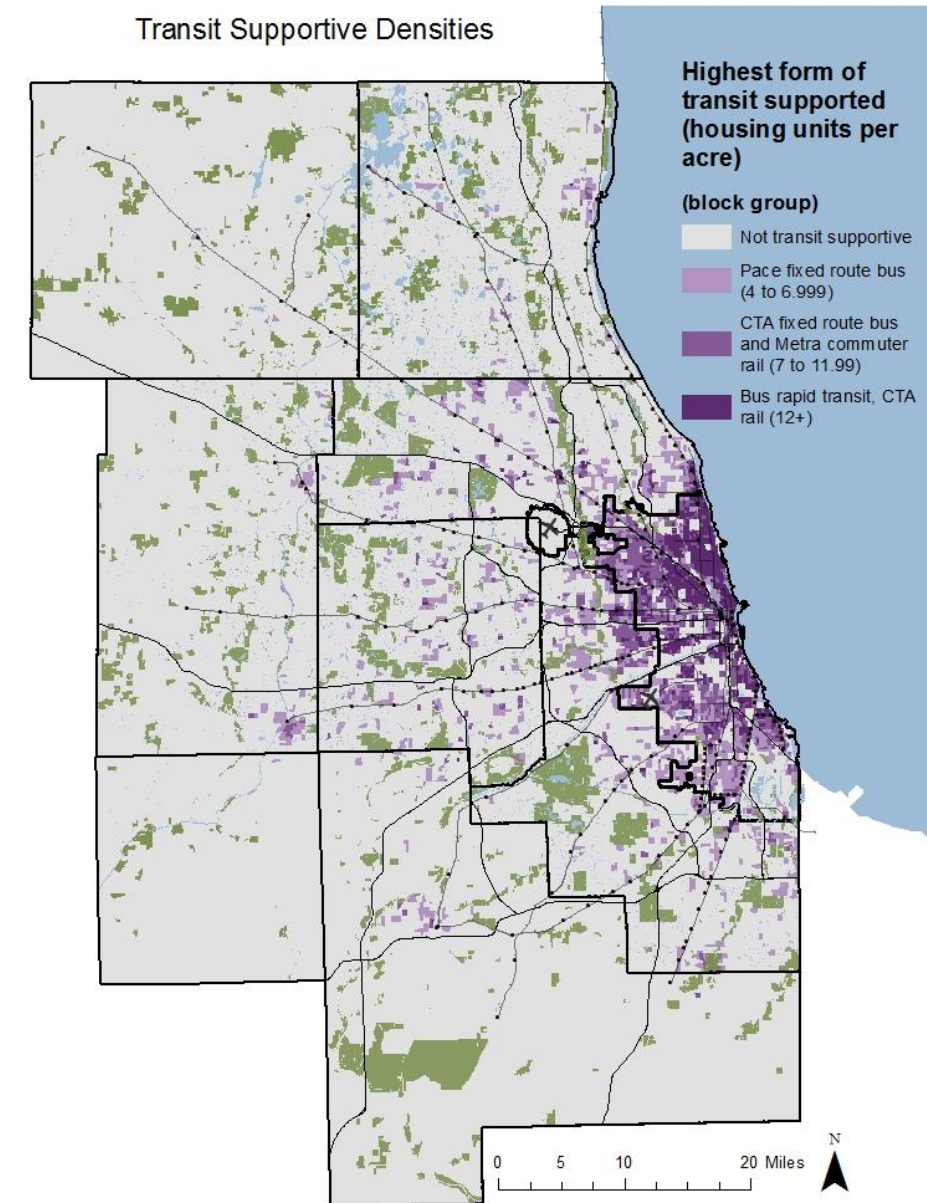 Transit Supportive Densities
Highest form of
transit supported
(housing units per
acre)
(block group)
Not transit supportive
Pace fixed route bus
(4 to 6.999)
CTA fixed route bus
and Metra commuter
rail (7 to 11.99)
Bus rapid transit, CTA
rail (12+)
N
0 5 10 20 Miles